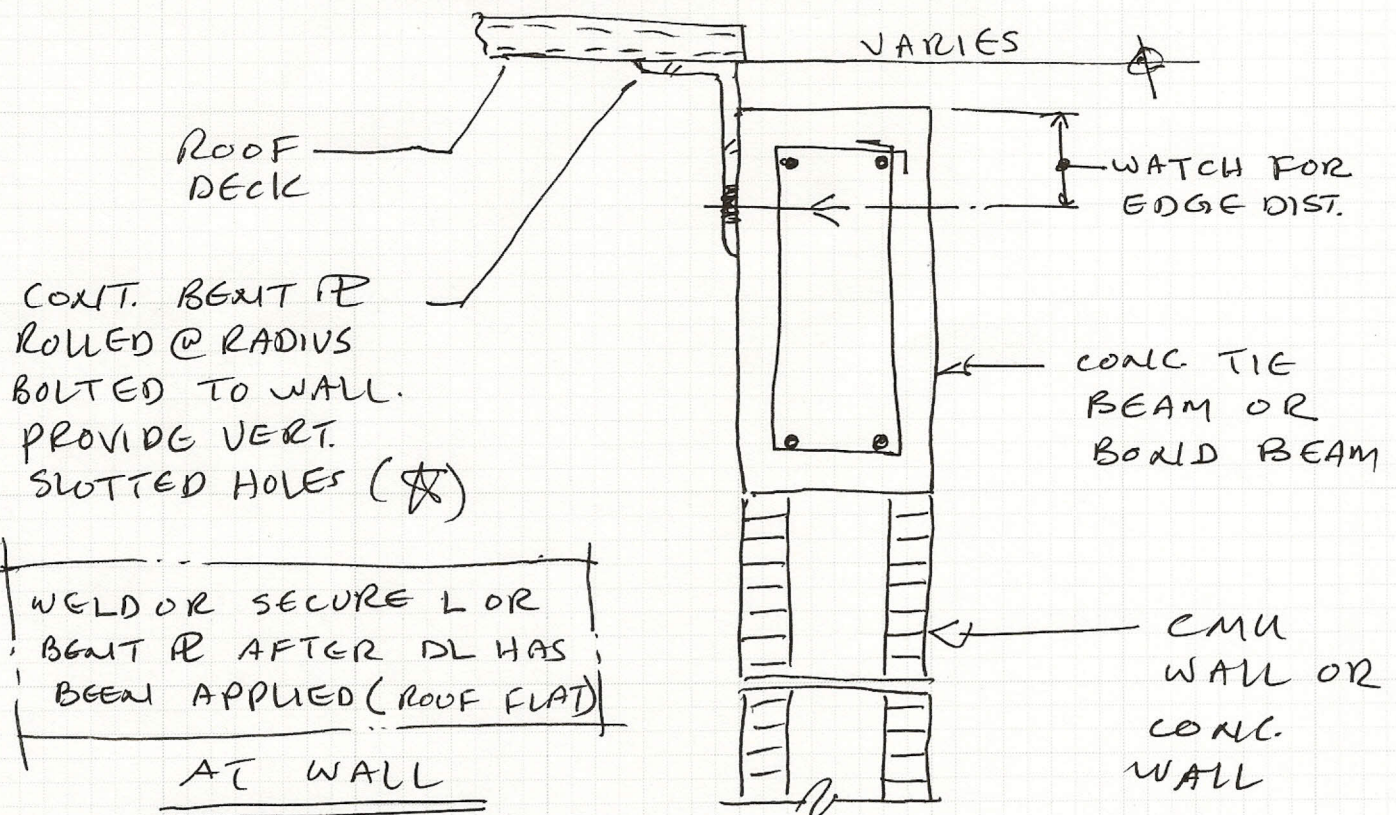 VARIES
ROOF
DECK
WATCH FOR
EDGE DIST.
CONT. BENT PL
ROLLED @ RADIUS
BOLTED TO WALL.
PROVIDE VERT.
SLOTTED HOLES (☆)
CONC. TIE
BEAM OR
BOND BEAM
WELD OR SECURE L OR
BENT PL AFTER DL HAS
BEEN APPLIED (ROOF FLAT)
CMU
WALL OR
CONC.
WALL
AT WALL